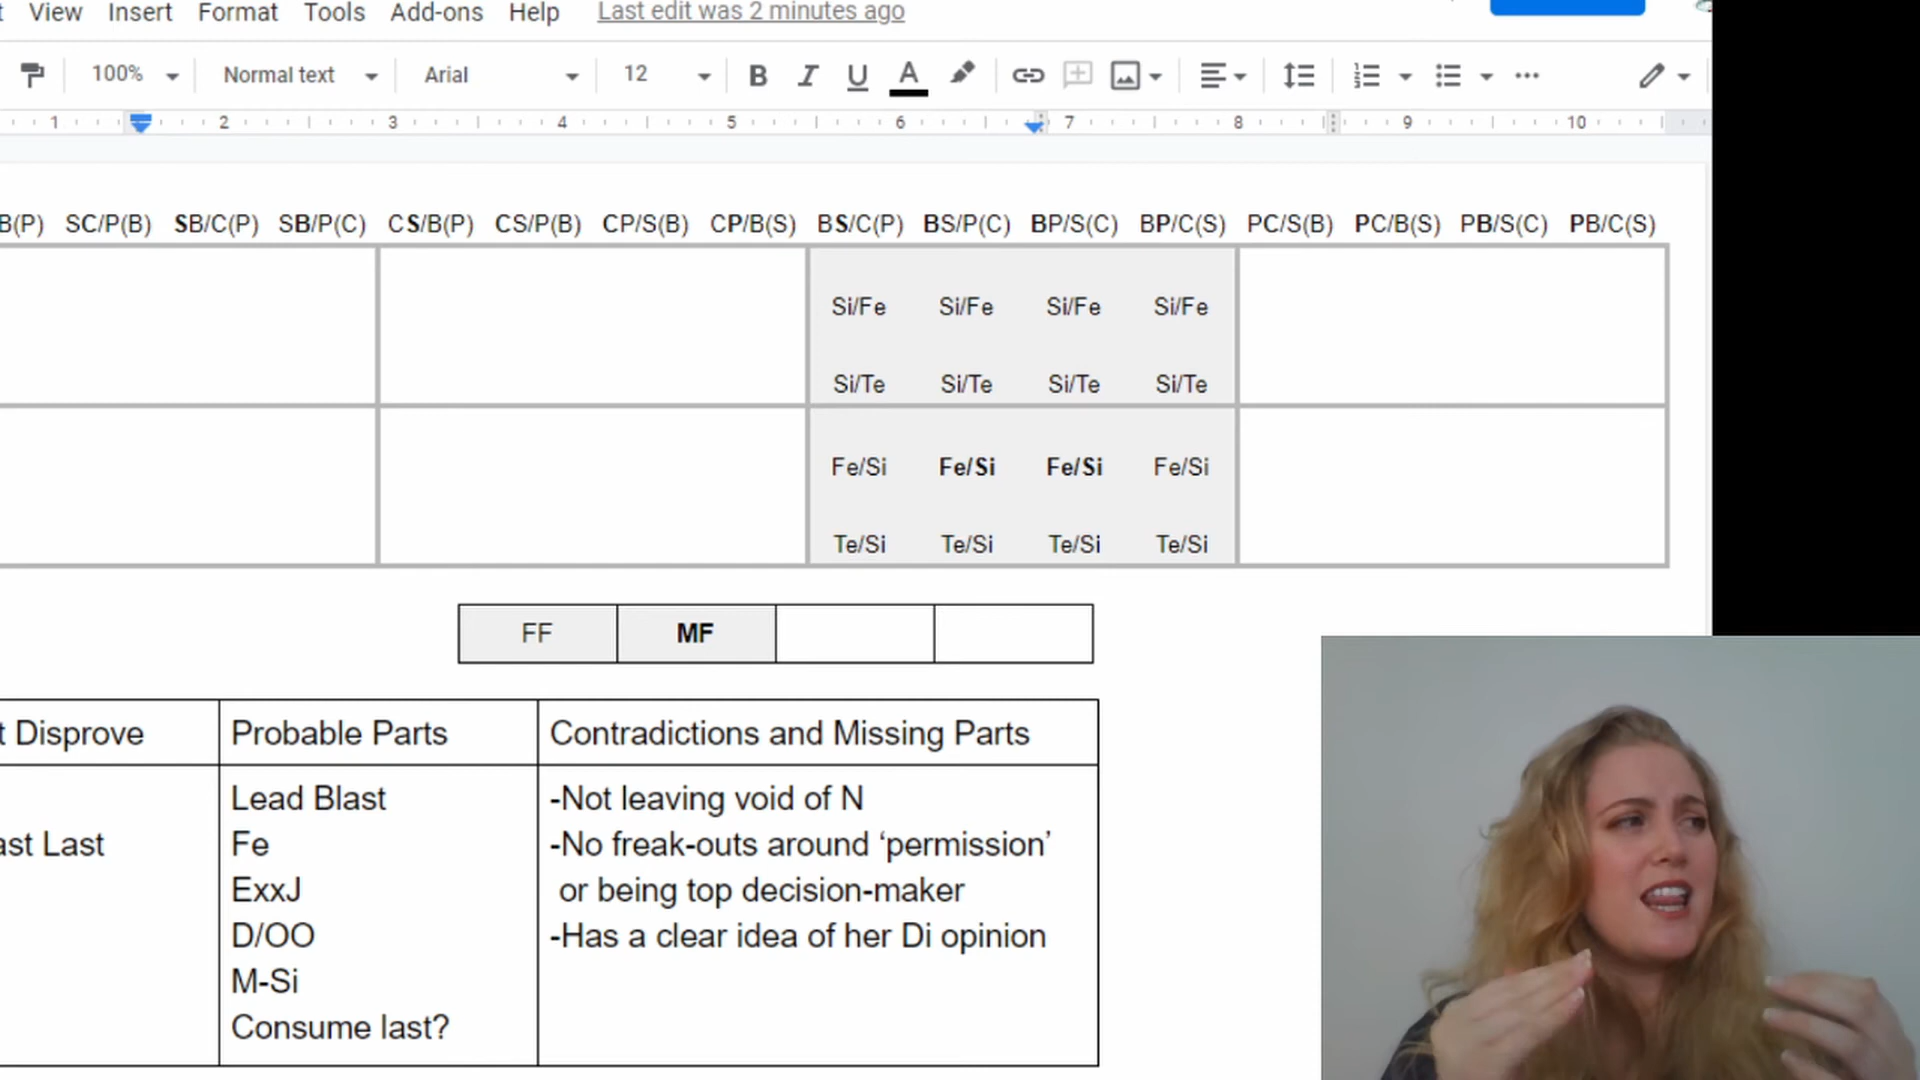 View Insert Format Tools Add-ons Help Last edit was 2 minutes ago
100% Normal text Arial 12 B I U A
1 2 3 4 5 6 7 8 9 10
B(P) SC/P(B) SB/C(P) SB/P(C) CS/B(P) CS/P(B) CP/S(B) CP/B(S) BS/C(P) BS/P(C) BP/S(C) BP/C(S) PC/S(B) PC/B(S) PB/S(C) PB/C(S)
Si/Fe Si/Fe Si/Fe Si/Fe
Si/Te Si/Te Si/Te Si/Te
Fe/Si Fe/Si Fe/Si Fe/Si
Te/Si Te/Si Te/Si Te/Si
FF MF
t Disprove
ast Last
Probable Parts
Lead Blast
Fe
ExxJ
D/OO
M-Si
Consume last?
Contradictions and Missing Parts
-Not leaving void of N
-No freak-outs around ‘permission’
or being top decision-maker
-Has a clear idea of her Di opinion